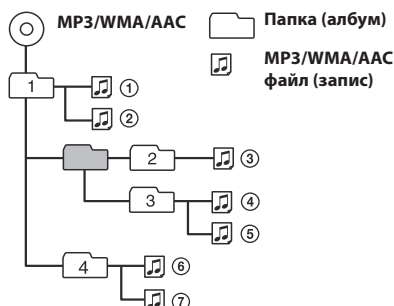 MP3/WMA/AAC
Папка (албум)
MP3/WMA/AAC
файл (запис)
1
①
②
2
③
3
④
⑤
4
⑥
⑦